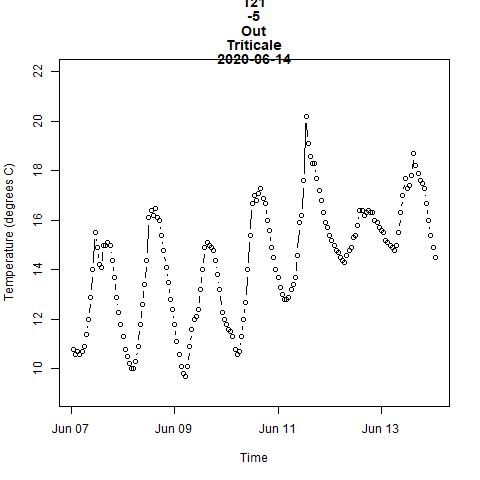 121
-5
Out
Triticale
2020-06-14
Temperature (degrees C)
22
20
18
16
14
12
10
Jun 07
Jun 09
Jun 11
Jun 13
Time